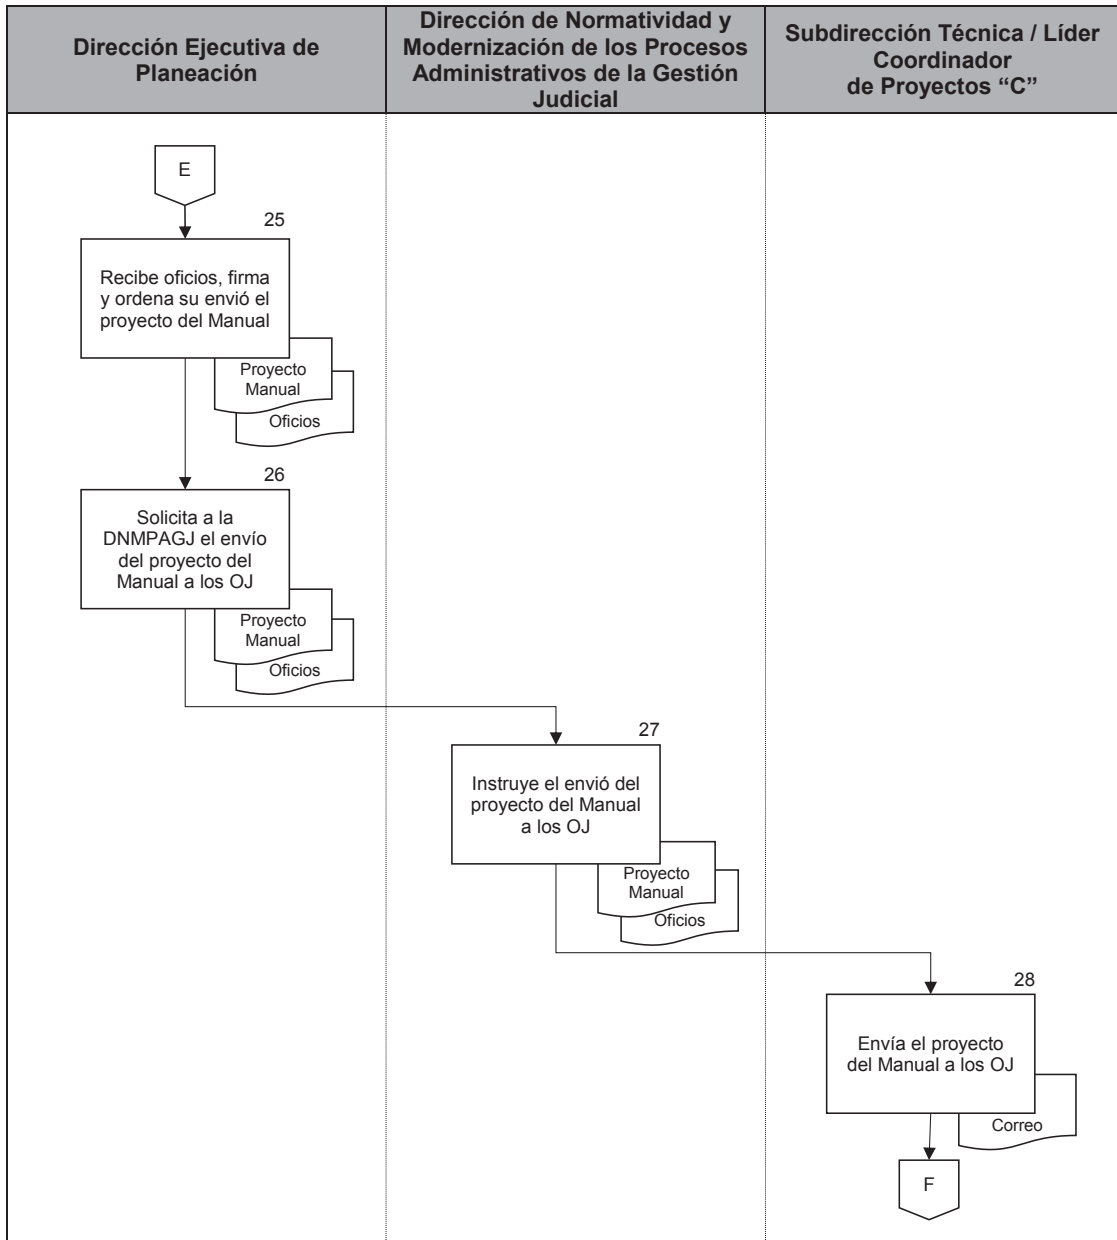 Dirección Ejecutiva de
Planeación
Dirección de Normatividad y
Modernización de los Procesos
Administrativos de la Gestión
Judicial
Subdirección Técnica / Líder
Coordinador
de Proyectos “C”
E
25
Recibe oficios, firma
y ordena su envió el
proyecto del Manual
Proyecto
Manual
Oficios
26
Solicita a la
DNMPAGJ el envío
del proyecto del
Manual a los OJ
Proyecto
Manual
Oficios
27
Instruye el envió del
proyecto del Manual
a los OJ
Proyecto
Manual
Oficios
28
Envía el proyecto
del Manual a los OJ
Correo
F